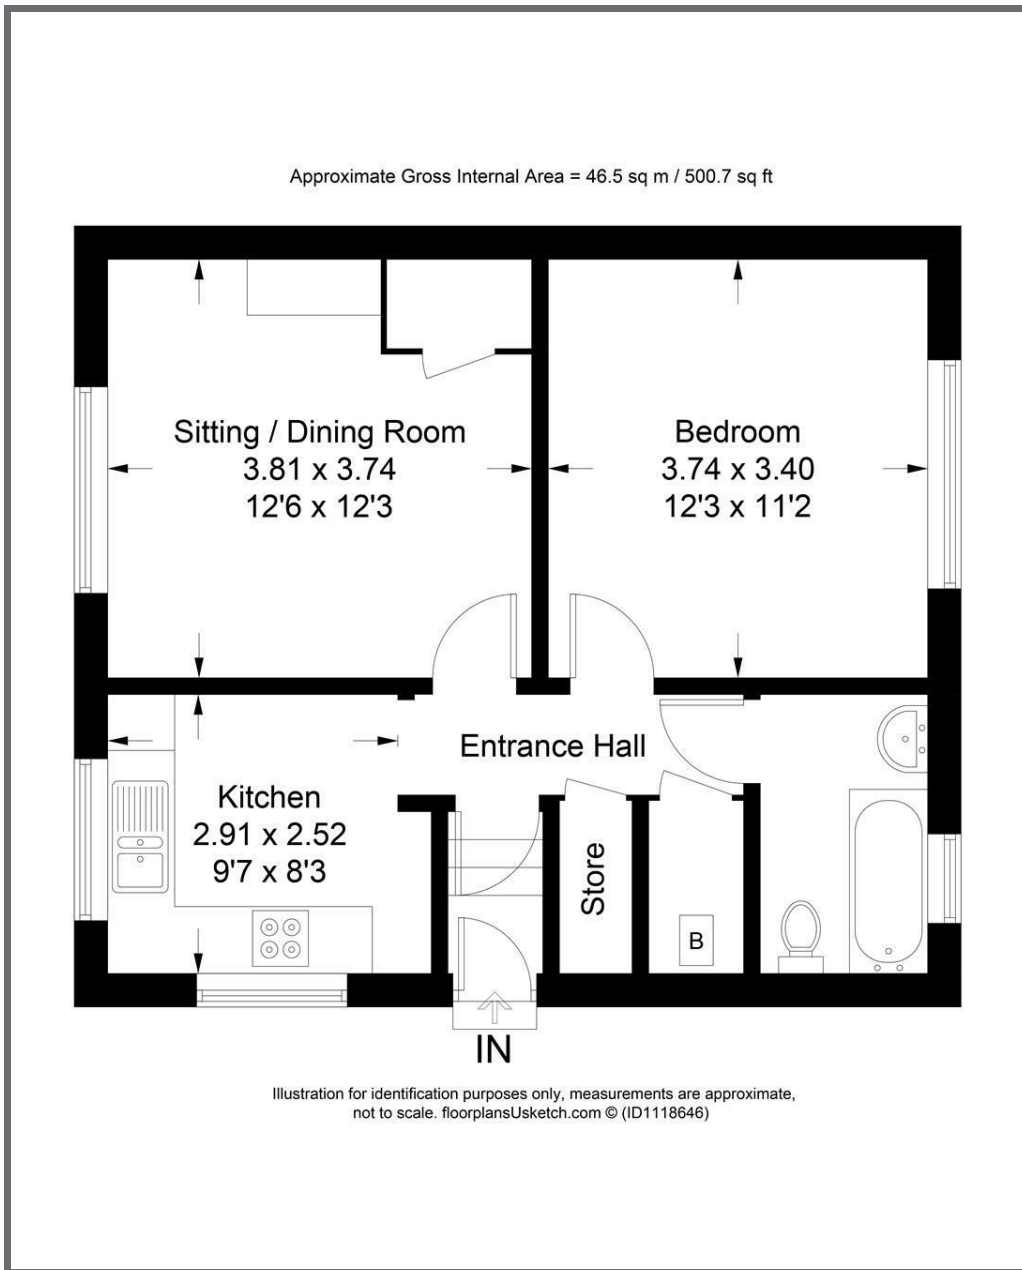 Approximate Gross Internal Area = 46.5 sq m / 500.7 sq ft
Sitting / Dining Room
3.81 x 3.74
12'6 x 12'3
Bedroom
3.74 x 3.40
12'3 x 11'2
Entrance Hall
Kitchen
2.91 x 2.52
9'7 x 8'3
Store
B
IN
Illustration for identification purposes only, measurements are approximate,
not to scale. floorplansUsketch.com © (ID1118646)